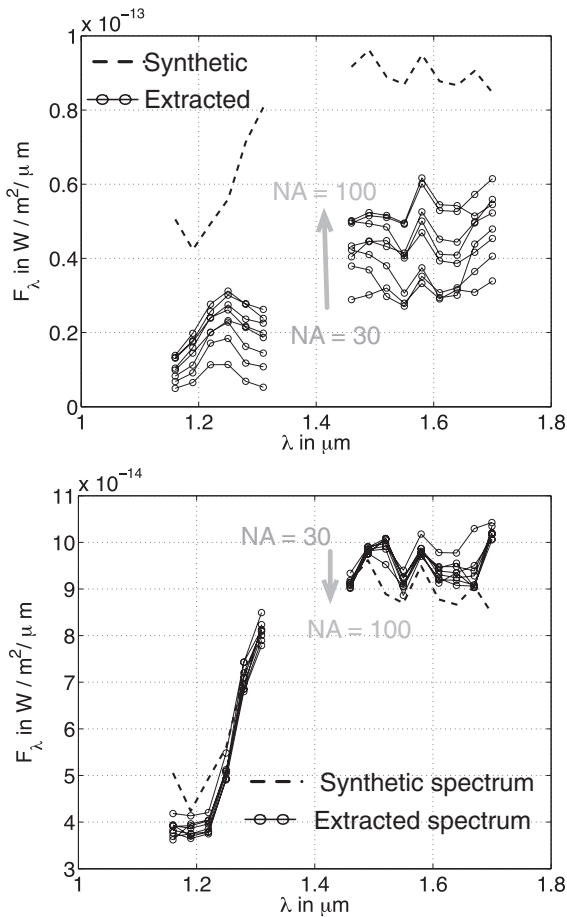 x 10⁻¹³
1
0.8
0.6
0.4
0.2
0
F_λ in W / m²/ μ m
Synthetic
Extracted
NA = 100
NA = 30
1 1.2 1.4 1.6 1.8
λ in μm
x 10⁻¹⁴
11
10
9
8
7
6
5
4
3
F_λ in W / m²/ μ m
NA = 30
NA = 100
Synthetic spectrum
Extracted spectrum
1 1.2 1.4 1.6 1.8
λ in μm